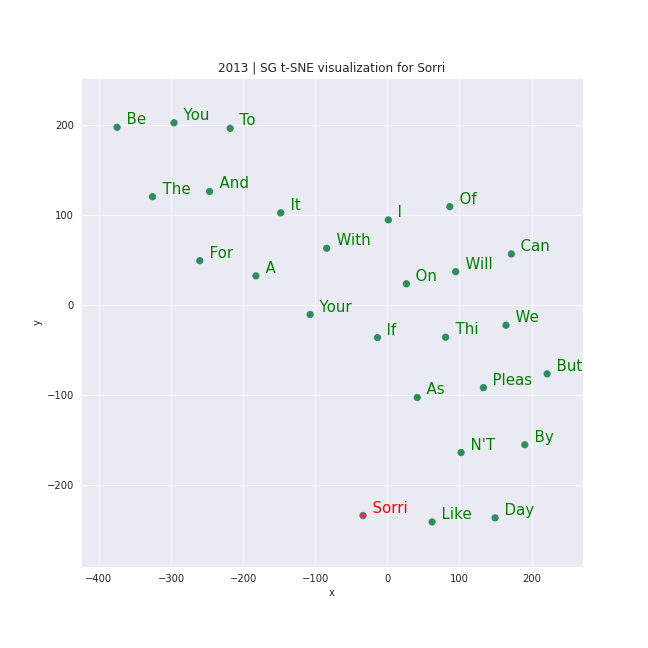 2013 | SG t-SNE visualization for Sorri
Be
You
To
The
And
It
I
Of
For
A
With
On
Will
Can
Your
If
Thi
We
As
Pleas
But
N'T
By
Sorri
Like
Day
200
100
0
−100
−200
y
−400
−300
−200
−100
0
100
200
x